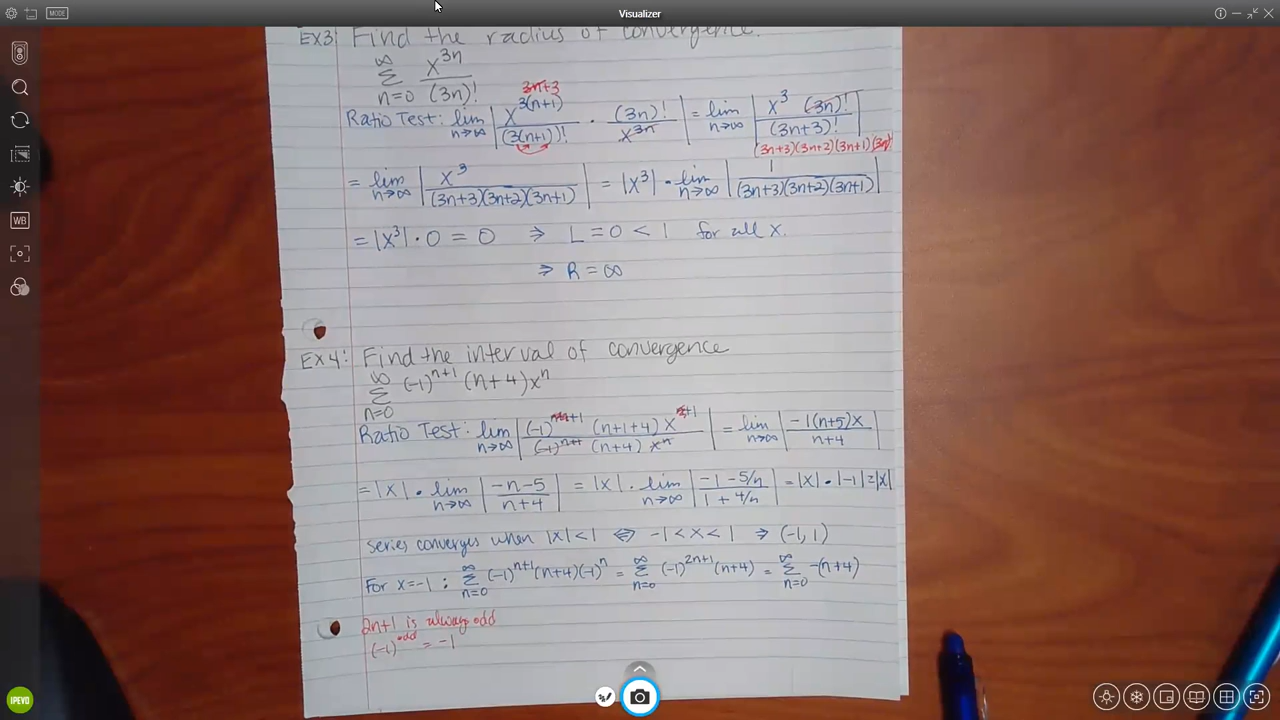 MODE
Visualizer
WB
EX3: Find the radius of convergence.
∞ Σ n=0 x^3n / (3n)!
3n+3
Ratio Test: lim n→∞ | x^3(n+1) / (3(n+1))! · (3n)! / x^3n | = lim n→∞ | x^3 (3n)! / (3n+3)! |
(3n+3)(3n+2)(3n+1)(3n)!
= lim n→∞ | x^3 / (3n+3)(3n+2)(3n+1) | = |x^3| · lim n→∞ | 1 / (3n+3)(3n+2)(3n+1) |
= |x^3| · 0 = 0 ⇒ L = 0 < 1 for all x.
⇒ R = ∞
EX4: Find the interval of convergence
∞ Σ n=0 (-1)^n+1 (n+4)x^n
Ratio Test: lim n→∞ | (-1)^n+1+1 (n+1+4) x^n+1 / (-1)^n+1 (n+4) x^n | = lim n→∞ | -1(n+5)x / n+4 |
= |x| · lim n→∞ | -n-5 / n+4 | = |x| · lim n→∞ | -1 - 5/n / 1 + 4/n | = |x| · |-1| = |x|
series converges when |x| < 1 ⇔ -1 < x < 1 ⇒ (-1, 1)
For x = -1 : ∞ Σ n=0 (-1)^n+1 (n+4)(-1)^n = ∞ Σ n=0 (-1)^2n+1 (n+4) = ∞ Σ n=0 -(n+4)
2n+1 is always odd
(-1)^odd = -1
IPEVO